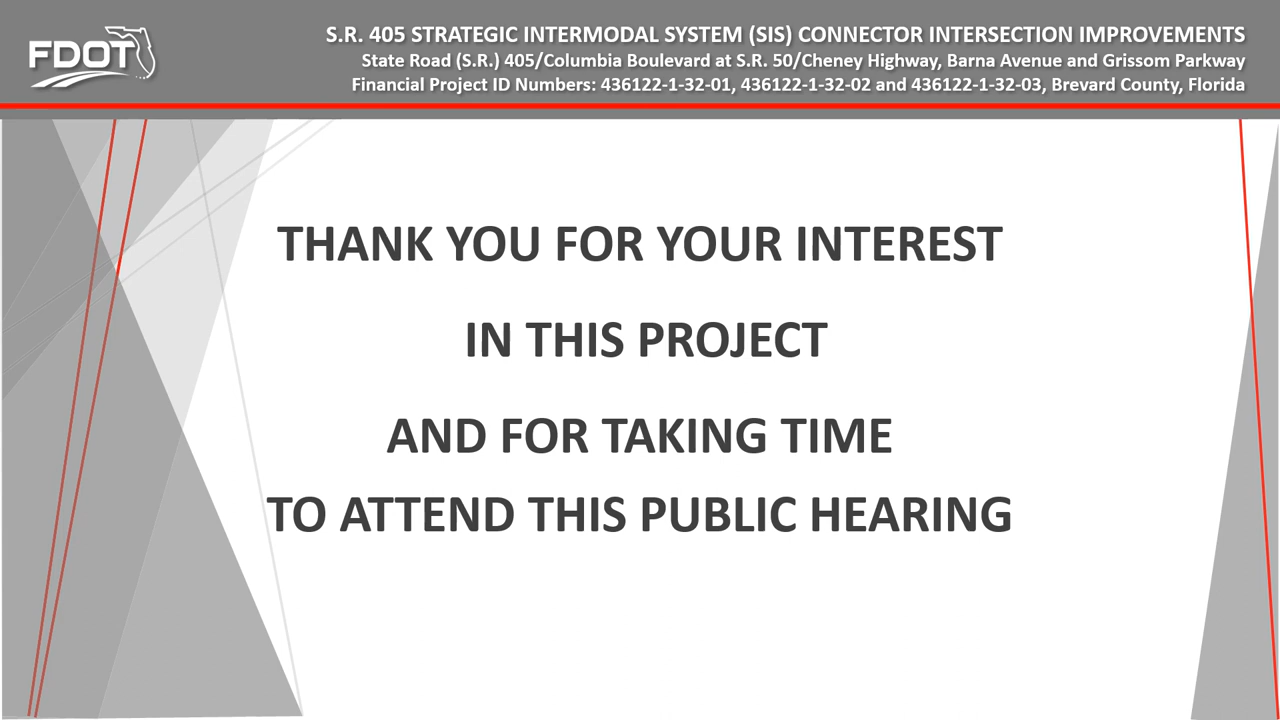 FDOT
S.R. 405 STRATEGIC INTERMODAL SYSTEM (SIS) CONNECTOR INTERSECTION IMPROVEMENTS
State Road (S.R.) 405/Columbia Boulevard at S.R. 50/Cheney Highway, Barna Avenue and Grissom Parkway
Financial Project ID Numbers: 436122-1-32-01, 436122-1-32-02 and 436122-1-32-03, Brevard County, Florida
THANK YOU FOR YOUR INTEREST
IN THIS PROJECT
AND FOR TAKING TIME
TO ATTEND THIS PUBLIC HEARING